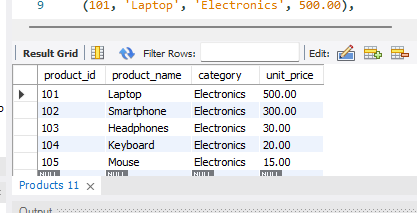 9 (101, 'Laptop', 'Electronics', 500.00),
Result Grid Filter Rows: Edit:
product_id product_name category unit_price
101 Laptop Electronics 500.00
102 Smartphone Electronics 300.00
103 Headphones Electronics 30.00
104 Keyboard Electronics 20.00
105 Mouse Electronics 15.00
NULL NULL NULL NULL
Products 11 ×
Output